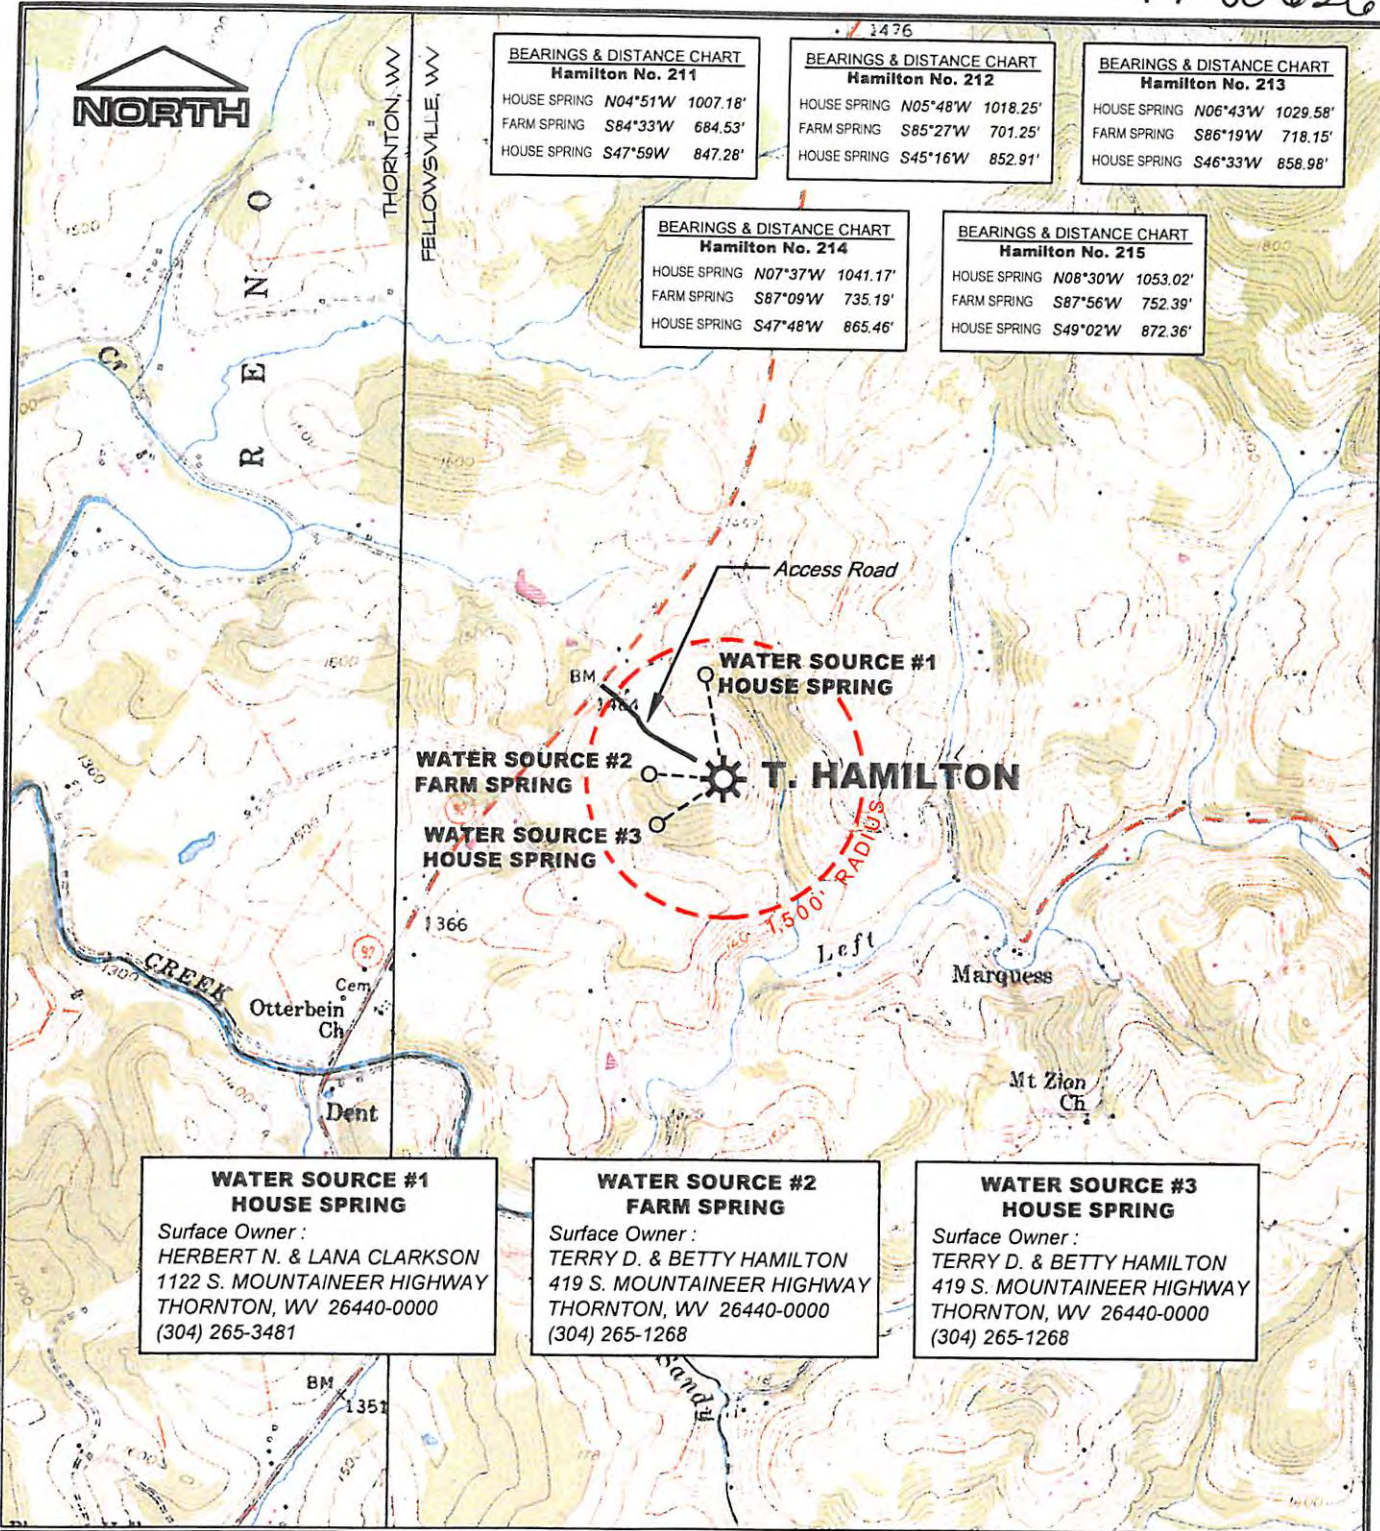 1476
NORTH
THORNTON, WV
FELLOWSVILLE, WV
BEARINGS & DISTANCE CHART
Hamilton No. 211
HOUSE SPRING N04°51'W 1007.18'
FARM SPRING S84°33'W 684.53'
HOUSE SPRING S47°59'W 847.28'
BEARINGS & DISTANCE CHART
Hamilton No. 212
HOUSE SPRING N05°48'W 1018.25'
FARM SPRING S85°27'W 701.25'
HOUSE SPRING S45°16'W 852.91'
BEARINGS & DISTANCE CHART
Hamilton No. 213
HOUSE SPRING N06°43'W 1029.58'
FARM SPRING S86°19'W 718.15'
HOUSE SPRING S46°33'W 858.98'
BEARINGS & DISTANCE CHART
Hamilton No. 214
HOUSE SPRING N07°37'W 1041.17'
FARM SPRING S87°09'W 735.19'
HOUSE SPRING S47°48'W 865.46'
BEARINGS & DISTANCE CHART
Hamilton No. 215
HOUSE SPRING N08°30'W 1053.02'
FARM SPRING S87°56'W 752.39'
HOUSE SPRING S49°02'W 872.36'
1500
1800
R E N O
Cr
1600
Access Road
1600
BM
1484
WATER SOURCE #1
HOUSE SPRING
WATER SOURCE #2
FARM SPRING
T. HAMILTON
WATER SOURCE #3
HOUSE SPRING
1,500' RADIUS
1300
1500
1366
92
CREEK
1300
Cem
Otterbein
Ch
Left
Marquess
Mt Zion
Ch
1400
Dent
WATER SOURCE #1
HOUSE SPRING
Surface Owner :
HERBERT N. & LANA CLARKSON
1122 S. MOUNTAINEER HIGHWAY
THORNTON, WV 26440-0000
(304) 265-3481
WATER SOURCE #2
FARM SPRING
Surface Owner :
TERRY D. & BETTY HAMILTON
419 S. MOUNTAINEER HIGHWAY
THORNTON, WV 26440-0000
(304) 265-1268
WATER SOURCE #3
HOUSE SPRING
Surface Owner :
TERRY D. & BETTY HAMILTON
419 S. MOUNTAINEER HIGHWAY
THORNTON, WV 26440-0000
(304) 265-1268
BM
1351
Sandy